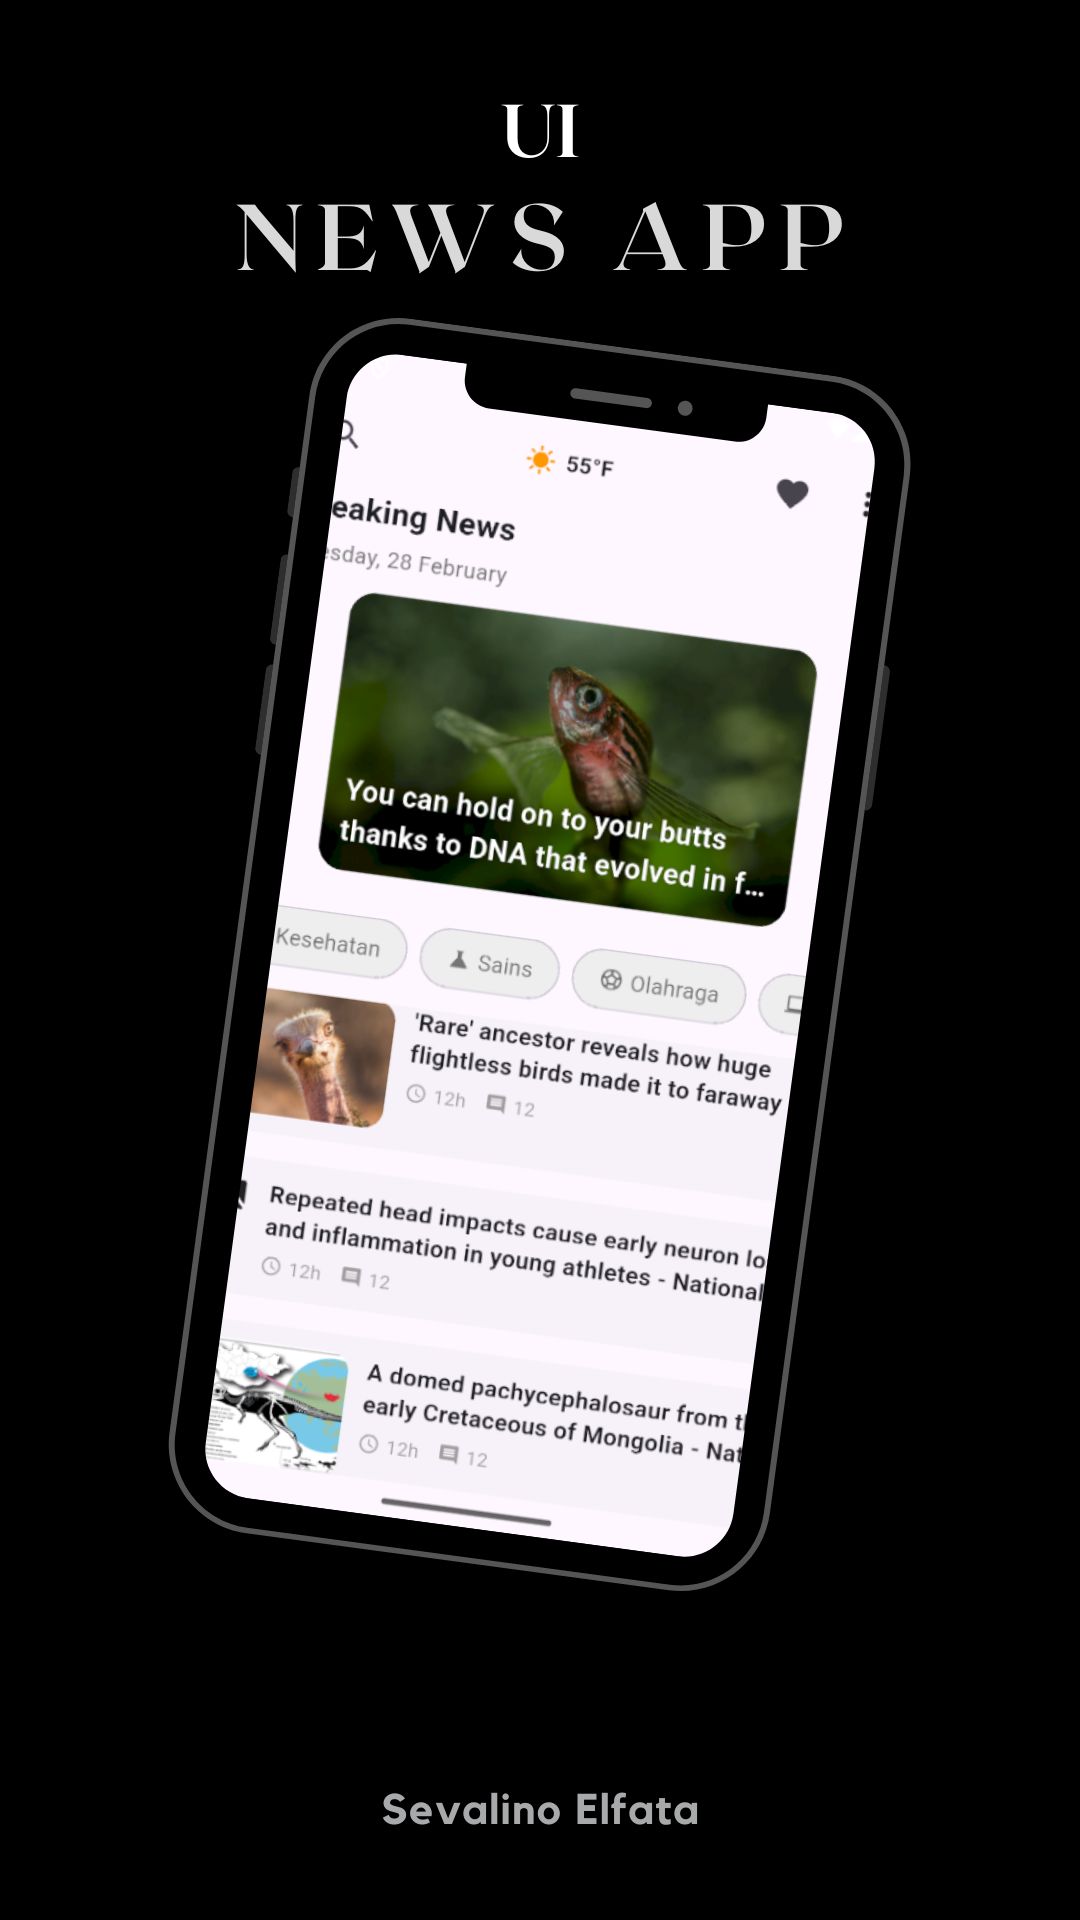 UI
NEWS APP
55°F
eaking News
esday, 28 February
You can hold on to your butts
thanks to DNA that evolved in f...
Kesehatan
Sains
Olahraga
'Rare' ancestor reveals how huge
flightless birds made it to faraway
12h 12
Repeated head impacts cause early neuron lo
and inflammation in young athletes - National
12h 12
A domed pachycephalosaur from t
early Cretaceous of Mongolia - Nat
12h 12
Sevalino Elfata